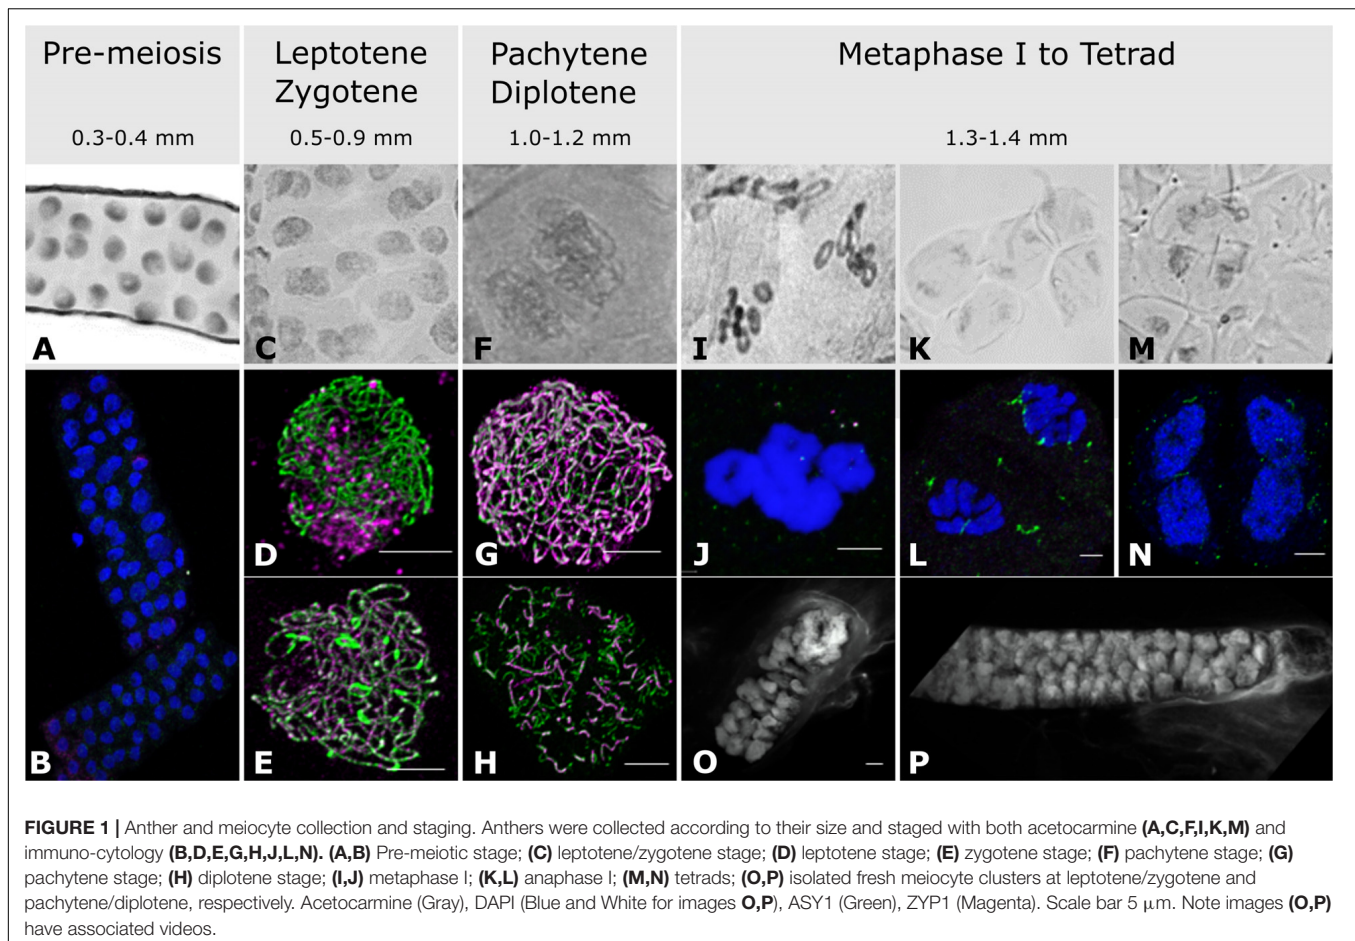 Pre-meiosis
0.3-0.4 mm
Leptotene
Zygotene
0.5-0.9 mm
Pachytene
Diplotene
1.0-1.2 mm
Metaphase I to Tetrad
1.3-1.4 mm
A
C
F
I
K
M
B
D
G
J
L
N
E
H
O
P
FIGURE 1 | Anther and meiocyte collection and staging. Anthers were collected according to their size and staged with both acetocarmine (A,C,F,I,K,M) and
immuno-cytology (B,D,E,G,H,J,L,N). (A,B) Pre-meiotic stage; (C) leptotene/zygotene stage; (D) leptotene stage; (E) zygotene stage; (F) pachytene stage; (G)
pachytene stage; (H) diplotene stage; (I,J) metaphase I; (K,L) anaphase I; (M,N) tetrads; (O,P) isolated fresh meiocyte clusters at leptotene/zygotene and
pachytene/diplotene, respectively. Acetocarmine (Gray), DAPI (Blue and White for images O,P), ASY1 (Green), ZYP1 (Magenta). Scale bar 5 μm. Note images (O,P)
have associated videos.